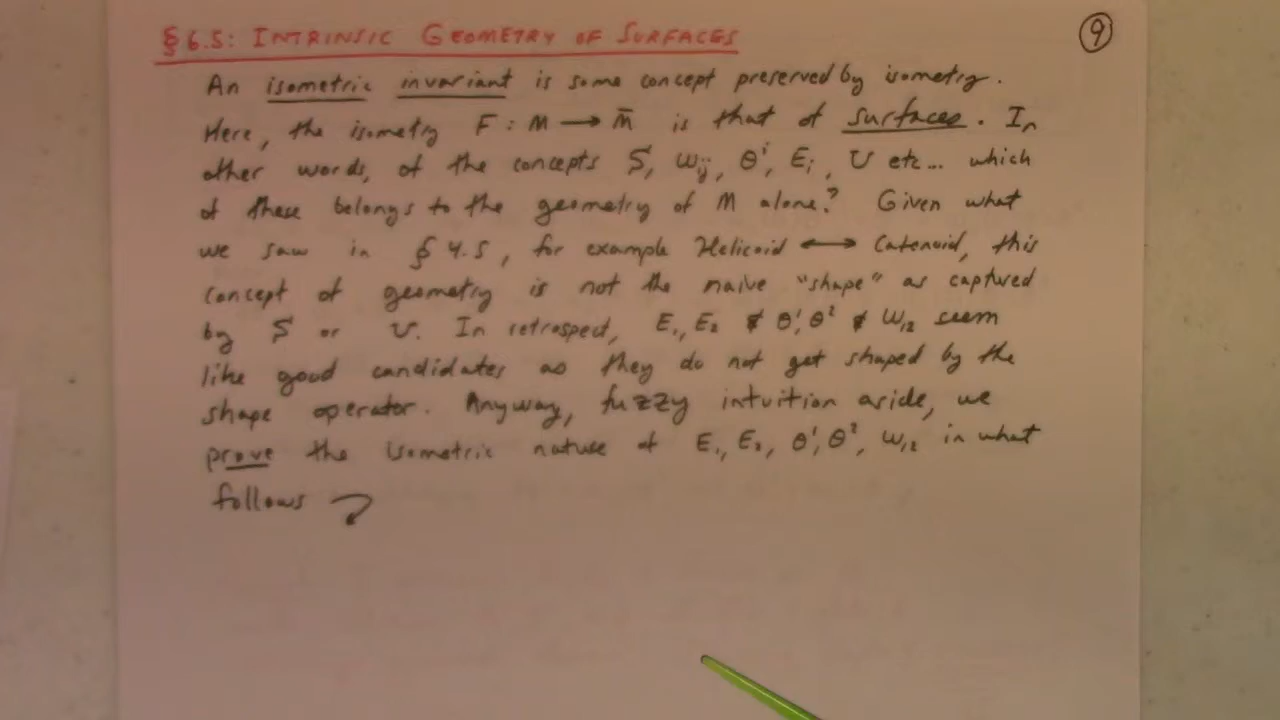 § 6.5: INTRINSIC GEOMETRY OF SURFACES
⑨
An isometric invariant is some concept preserved by isometry.
Here, the isometry F : M ⟶ M̄ is that of surfaces. In
other words, of the concepts S, ωij, θⁱ, Ei, U etc... which
of these belongs to the geometry of M alone? Given what
we saw in § 4.5, for example Helicoid ⟷ Catenoid, this
concept of geometry is not the naive "shape" as captured
by S or U. In retrospect, E₁, E₂ & θ¹, θ² & ω₁₂ seem
like good candidates as they do not get shaped by the
shape operator. Anyway, fuzzy intuition aside, we
prove the isometric nature of E₁, E₂, θ¹, θ², ω₁₂ in what
follows ⤵